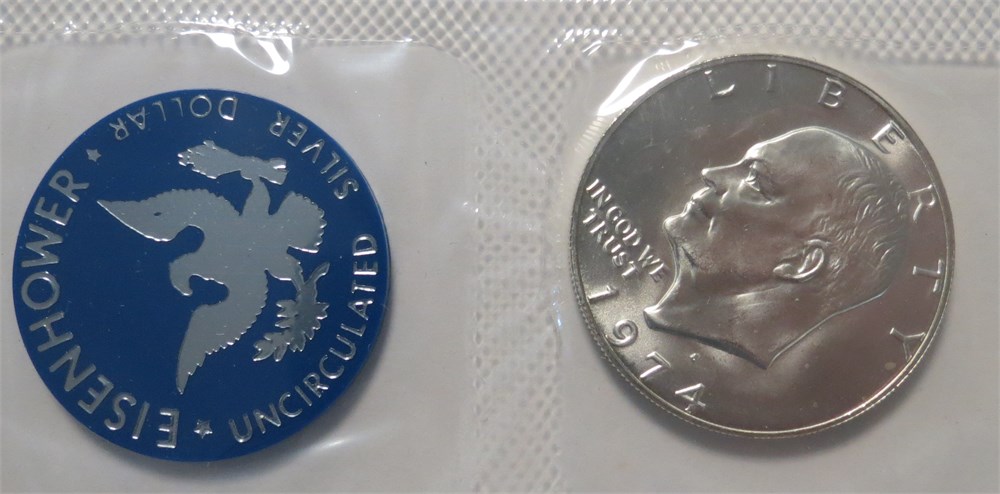 EISENHOWER
★ SILVER DOLLAR ★
UNCIRCULATED
LIBERTY
IN GOD WE
TRUST
1974